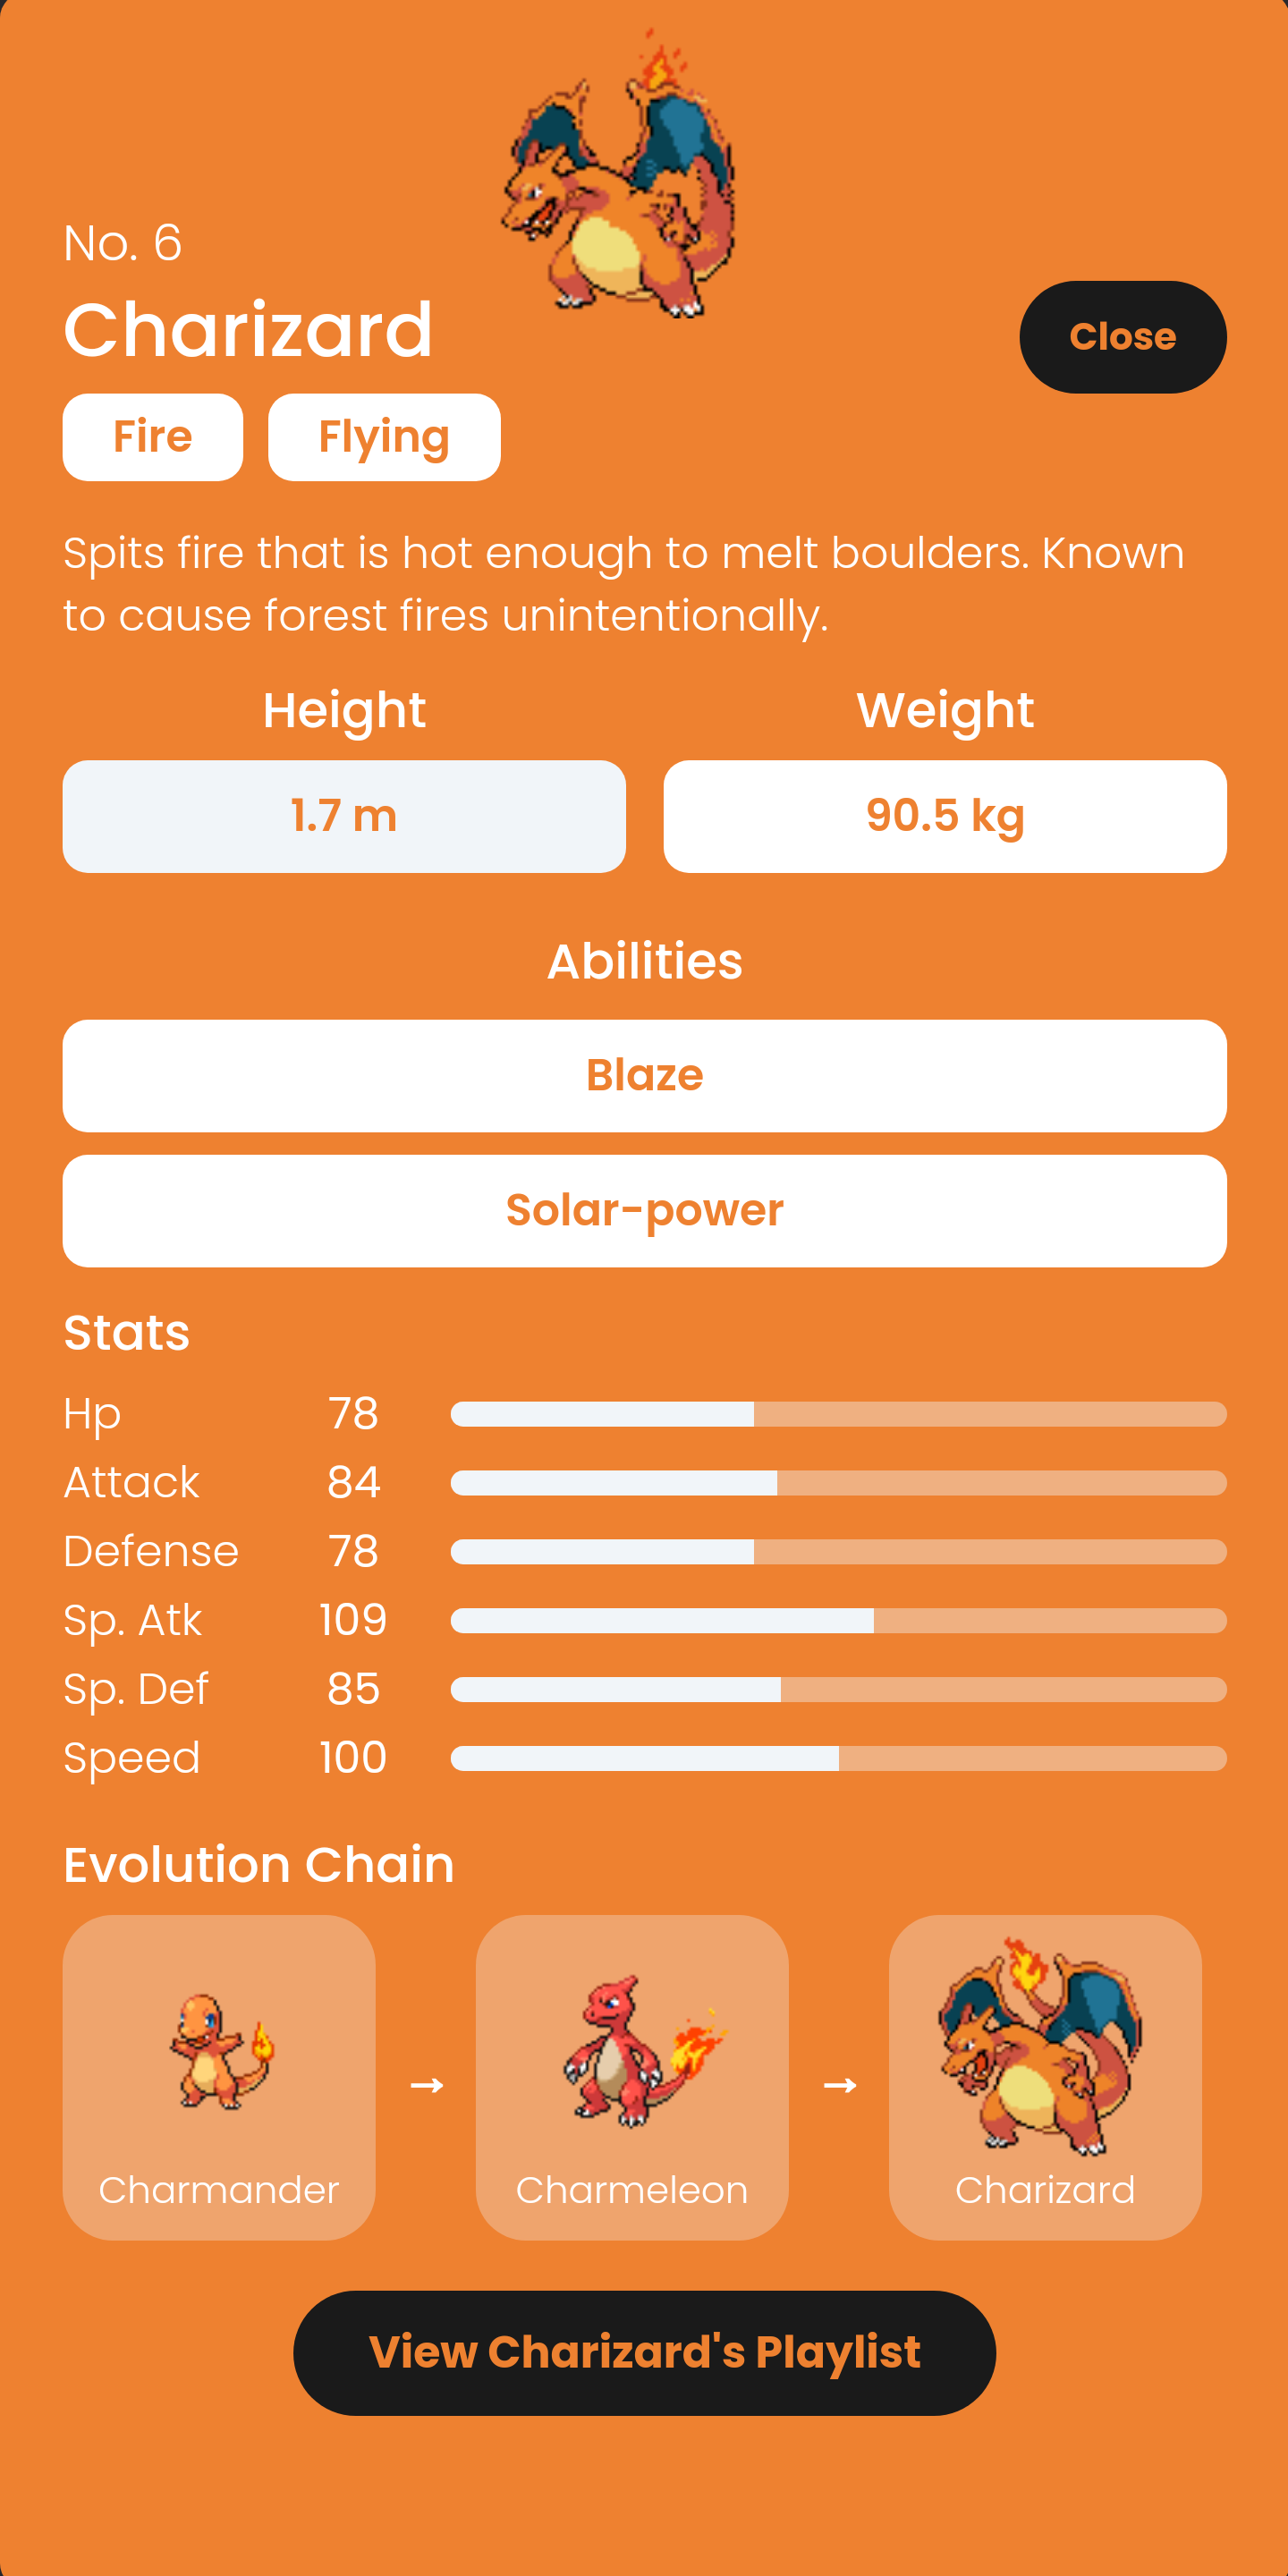 No. 6
Charizard
Close
Fire Flying
Spits fire that is hot enough to melt boulders. Known
to cause forest fires unintentionally.
Height Weight
1.7 m 90.5 kg
Abilities
Blaze
Solar-power
Stats
Hp 78
Attack 84
Defense 78
Sp. Atk 109
Sp. Def 85
Speed 100
Evolution Chain
→ →
Charmander Charmeleon Charizard
View Charizard's Playlist